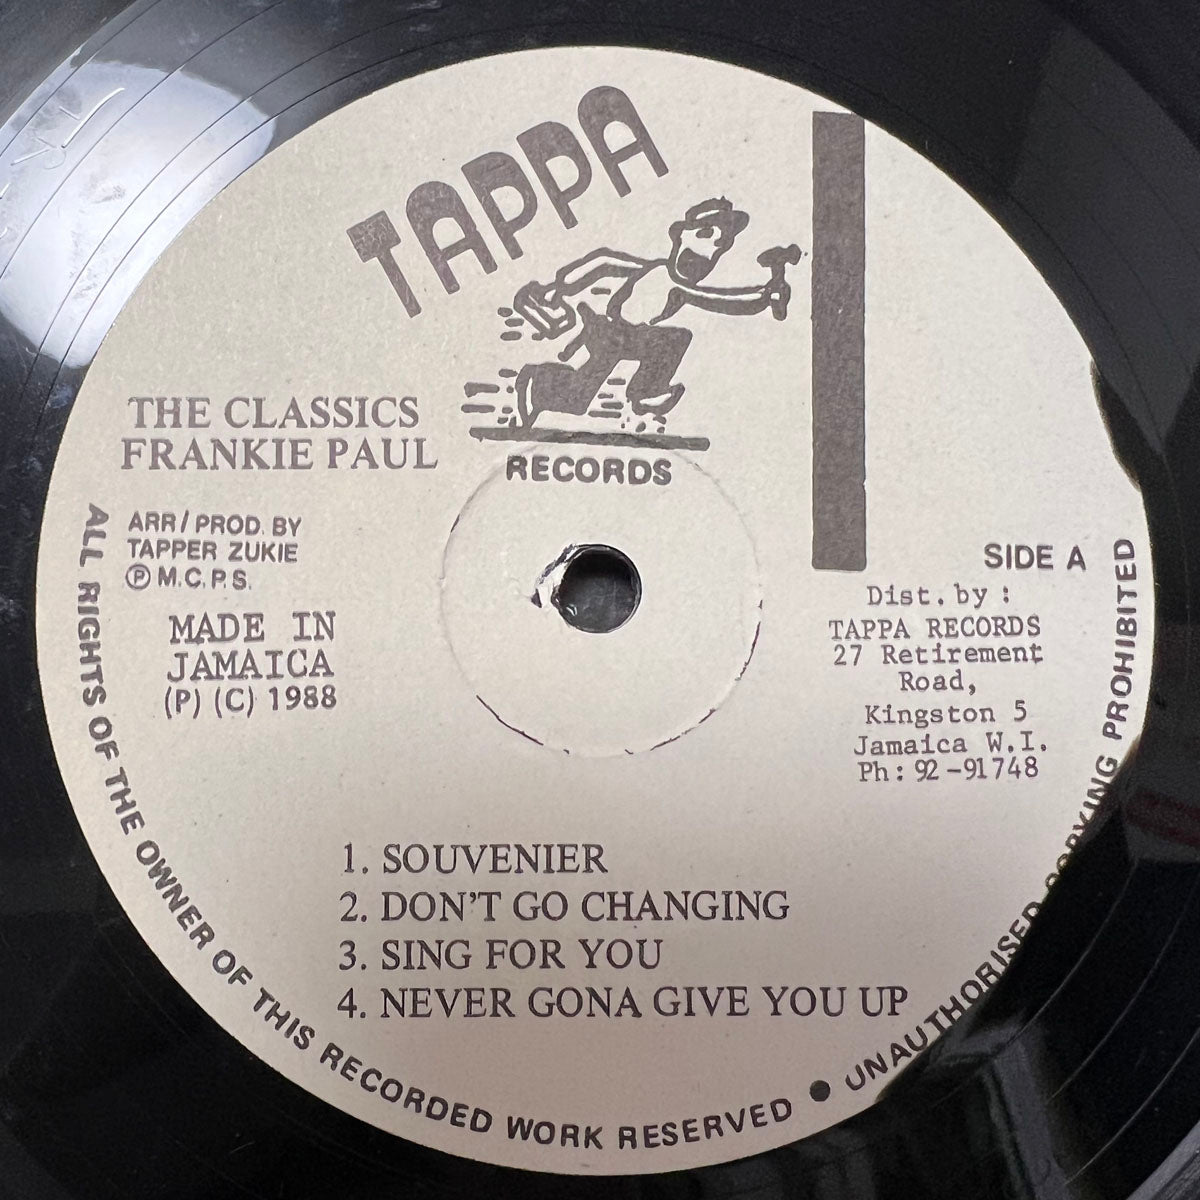 TAPPA
RECORDS
THE CLASSICS
FRANKIE PAUL
ARR/PROD. BY
TAPPER ZUKIE
Ⓟ M.C.P.S.
MADE IN
JAMAICA
(P) (C) 1988
SIDE A
Dist. by :
TAPPA RECORDS
27 Retirement
Road,
Kingston 5
Jamaica W.I.
Ph: 92-91748
1. SOUVENIER
2. DON'T GO CHANGING
3. SING FOR YOU
4. NEVER GONA GIVE YOU UP
ALL RIGHTS OF THE OWNER OF THIS RECORDED WORK RESERVED ● UNAUTHORISED COPYING PROHIBITED